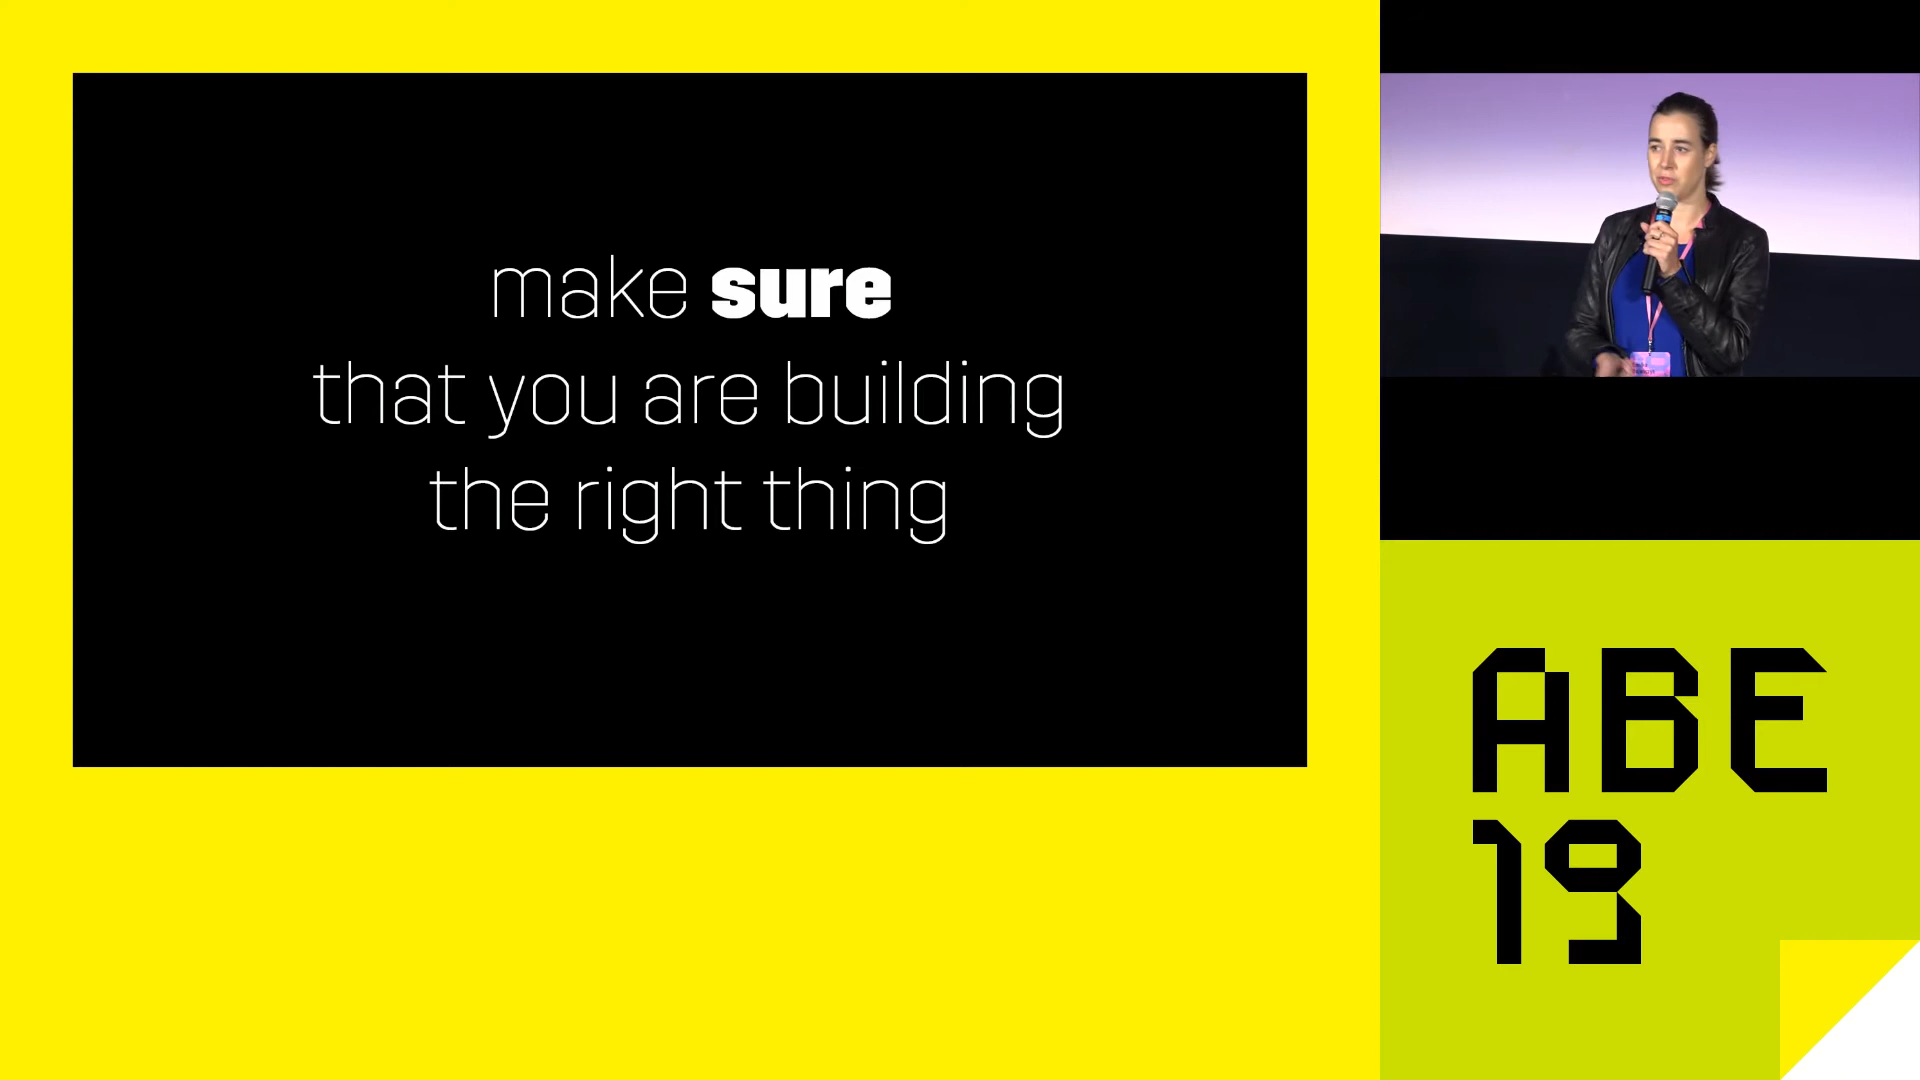 make sure
that you are building
the right thing
ABE
19